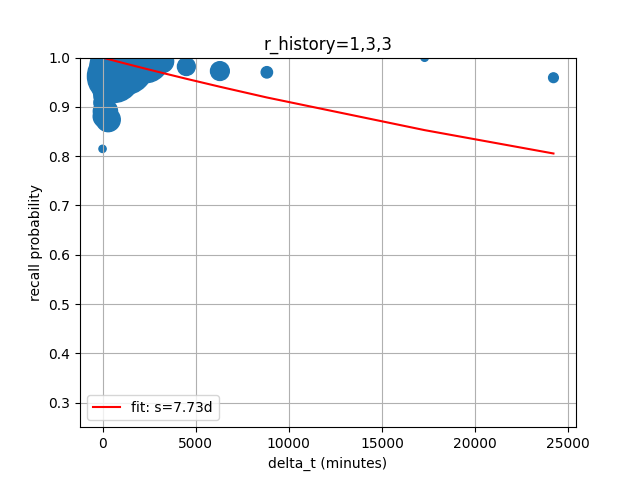 r_history=1,3,3
1.0
0.9
0.8
0.7
0.6
0.5
0.4
0.3
recall probability
fit: s=7.73d
0 5000 10000 15000 20000 25000
delta_t (minutes)